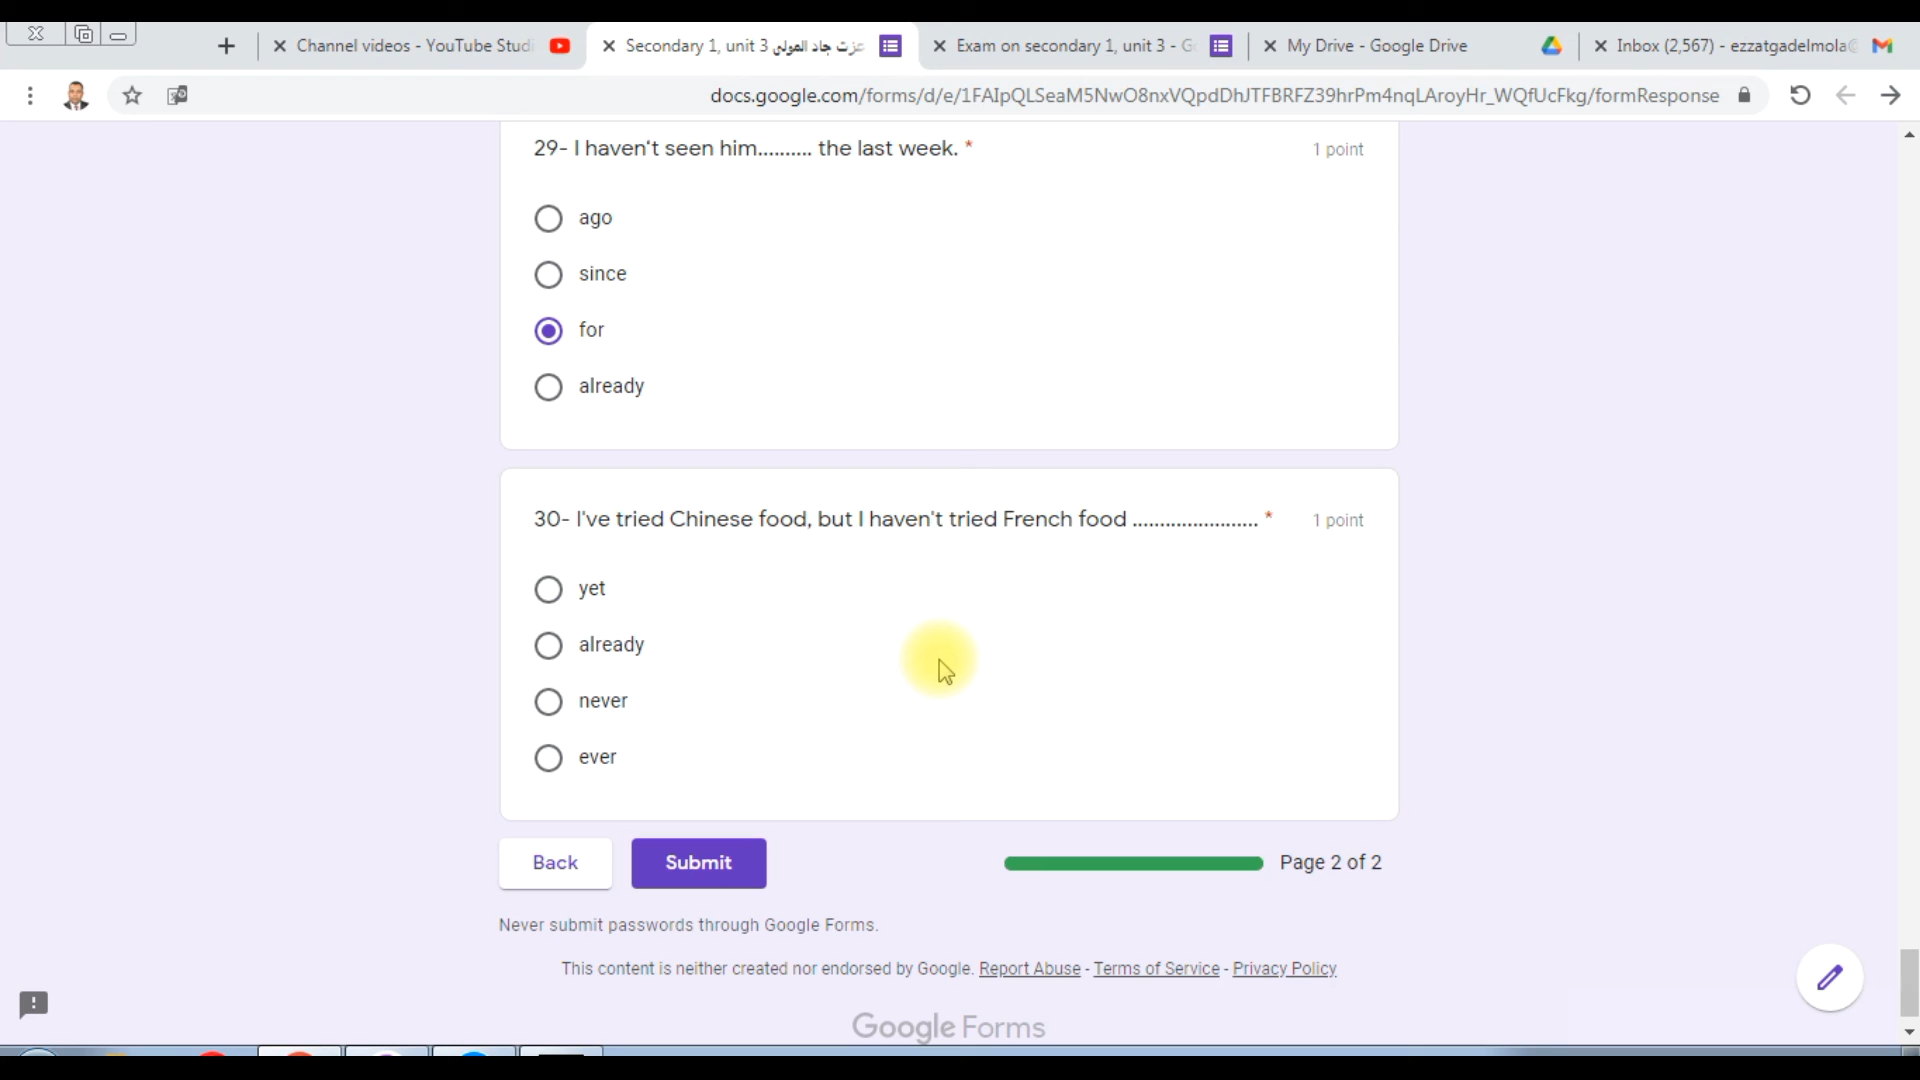 Channel videos - YouTube Studi
Secondary 1, unit 3 عزت جاد المولى
Exam on secondary 1, unit 3 - G
My Drive - Google Drive
Inbox (2,567) - ezzatgadelmola@
docs.google.com/forms/d/e/1FAIpQLSeaM5NwO8nxVQpdDhJTFBRFZ39hrPm4nqLAroyHr_WQfUcFkg/formResponse
29- I haven't seen him.......... the last week. *
1 point
ago
since
for
already
30- I've tried Chinese food, but I haven't tried French food ....................... *
1 point
yet
already
never
ever
Back
Submit
Page 2 of 2
Never submit passwords through Google Forms.
This content is neither created nor endorsed by Google. Report Abuse - Terms of Service - Privacy Policy
Google Forms